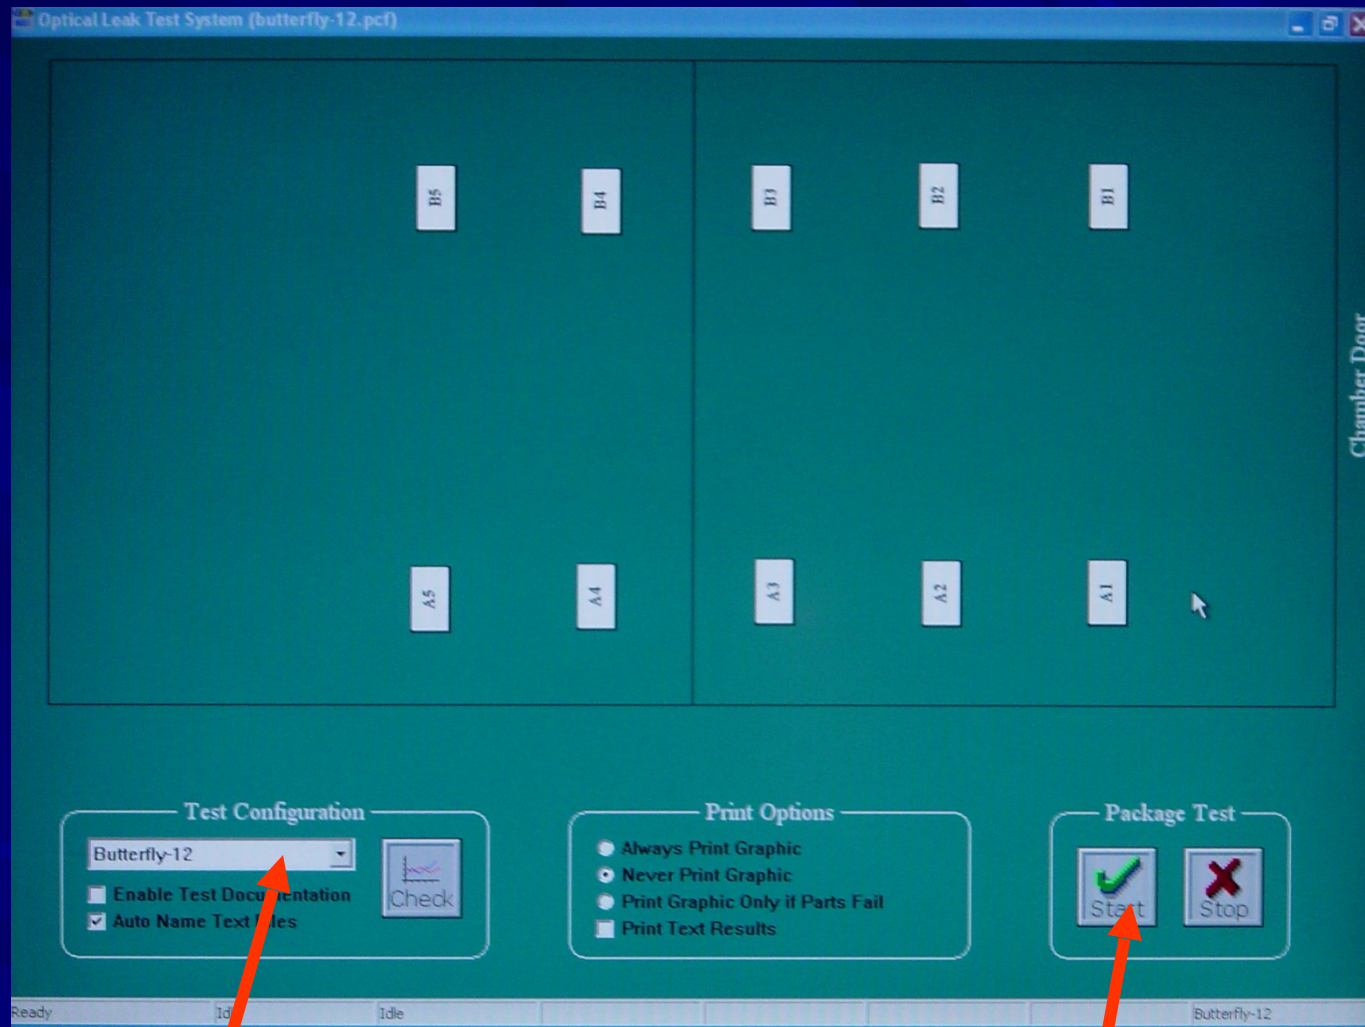 Optical Leak Test System (butterfly-12.pcf)
B5
B4
B3
B2
B1
Chamber Door
A5
A4
A3
A2
A1
Test Configuration
Butterfly-12
Enable Test Documentation
Auto Name Text Files
Check
Print Options
Always Print Graphic
Never Print Graphic
Print Graphic Only if Parts Fail
Print Text Results
Package Test
Start
Stop
Ready
Idle
Idle
Butterfly-12